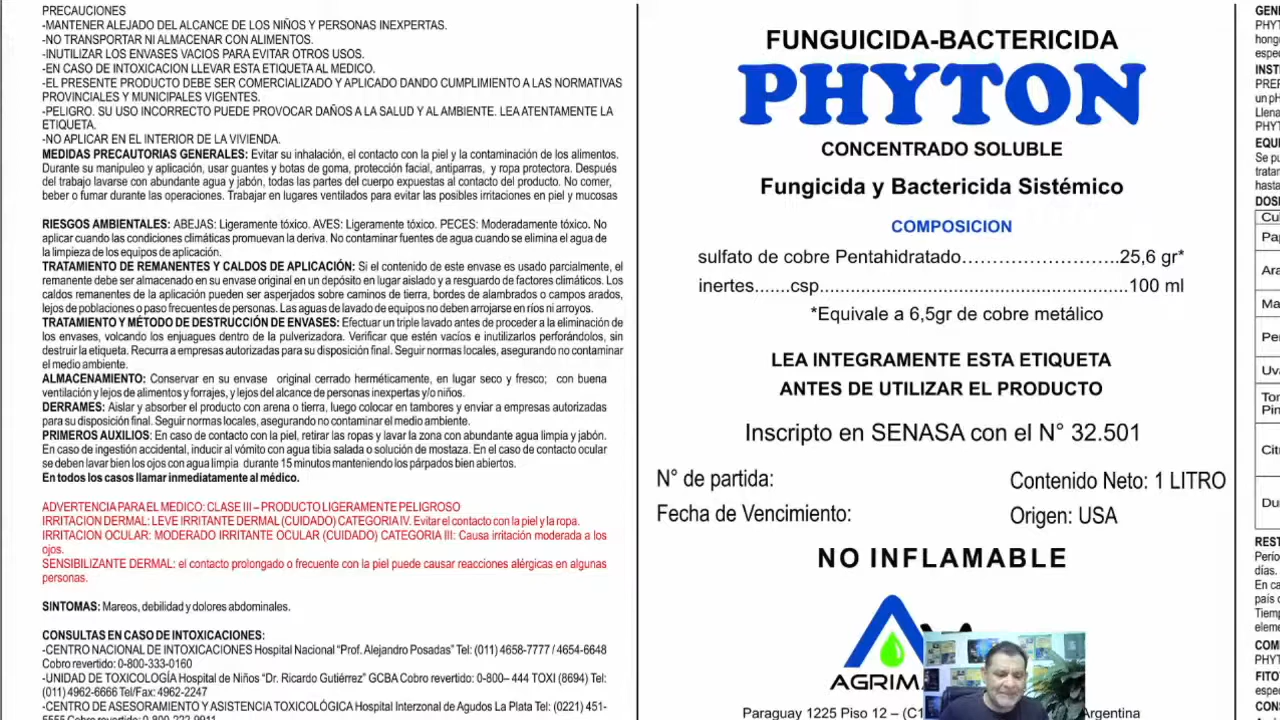 PRECAUCIONES
-MANTENER ALEJADO DEL ALCANCE DE LOS NIÑOS Y PERSONAS INEXPERTAS.
-NO TRANSPORTAR NI ALMACENAR CON ALIMENTOS.
-INUTILIZAR LOS ENVASES VACIOS PARA EVITAR OTROS USOS.
-EN CASO DE INTOXICACION LLEVAR ESTA ETIQUETA AL MEDICO.
-EL PRESENTE PRODUCTO DEBE SER COMERCIALIZADO Y APLICADO DANDO CUMPLIMIENTO A LAS NORMATIVAS
PROVINCIALES Y MUNICIPALES VIGENTES.
-PELIGRO. SU USO INCORRECTO PUEDE PROVOCAR DAÑOS A LA SALUD Y AL AMBIENTE. LEA ATENTAMENTE LA
ETIQUETA.
-NO APLICAR EN EL INTERIOR DE LA VIVIENDA.
MEDIDAS PRECAUTORIAS GENERALES: Evitar su inhalación, el contacto con la piel y la contaminación de los alimentos.
Durante su manipuleo y aplicación, usar guantes y botas de goma, protección facial, antiparras, y ropa protectora. Después
del trabajo lavarse con abundante agua y jabón, todas las partes del cuerpo expuestas al contacto del producto. No comer,
beber o fumar durante las operaciones. Trabajar en lugares ventilados para evitar las posibles irritaciones en piel y mucosas
RIESGOS AMBIENTALES: ABEJAS: Ligeramente tóxico. AVES: Ligeramente tóxico. PECES: Moderadamente tóxico. No
aplicar cuando las condiciones climáticas promuevan la deriva. No contaminar fuentes de agua cuando se elimina el agua de
la limpieza de los equipos de aplicación.
TRATAMIENTO DE REMANENTES Y CALDOS DE APLICACIÓN: Si el contenido de este envase es usado parcialmente, el
remanente debe ser almacenado en su envase original en un depósito en lugar aislado y a resguardo de factores climáticos. Los
caldos remanentes de la aplicación pueden ser asperjados sobre caminos de tierra, bordes de alambrados o campos arados,
lejos de poblaciones o paso frecuentes de personas. Las aguas de lavado de equipos no deben arrojarse en ríos ni arroyos.
TRATAMIENTO Y MÉTODO DE DESTRUCCIÓN DE ENVASES: Efectuar un triple lavado antes de proceder a la eliminación de
los envases, volcando los enjuagues dentro de la pulverizadora. Verificar que estén vacíos e inutilizarlos perforándolos, sin
destruir la etiqueta. Recurra a empresas autorizadas para su disposición final. Seguir normas locales, asegurando no contaminar
el medio ambiente.
ALMACENAMIENTO: Conservar en su envase original cerrado herméticamente, en lugar seco y fresco; con buena
ventilación y lejos de alimentos y forrajes, y lejos del alcance de personas inexpertas y/o niños.
DERRAMES: Aislar y absorber el producto con arena o tierra, luego colocar en tambores y enviar a empresas autorizadas
para su disposición final. Seguir normas locales, asegurando no contaminar el medio ambiente.
PRIMEROS AUXILIOS: En caso de contacto con la piel, retirar las ropas y lavar la zona con abundante agua limpia y jabón.
En caso de ingestión accidental, inducir al vómito con agua tibia salada o solución de mostaza. En el caso de contacto ocular
se deben lavar bien los ojos con agua limpia durante 15 minutos manteniendo los párpados bien abiertos.
En todos los casos llamar inmediatamente al médico.
ADVERTENCIA PARA EL MEDICO: CLASE III – PRODUCTO LIGERAMENTE PELIGROSO
IRRITACION DERMAL: LEVE IRRITANTE DERMAL (CUIDADO) CATEGORIA IV. Evitar el contacto con la piel y la ropa.
IRRITACION OCULAR: MODERADO IRRITANTE OCULAR (CUIDADO) CATEGORIA III: Causa irritación moderada a los
ojos.
SENSIBILIZANTE DERMAL: el contacto prolongado o frecuente con la piel puede causar reacciones alérgicas en algunas
personas.
SINTOMAS: Mareos, debilidad y dolores abdominales.
CONSULTAS EN CASO DE INTOXICACIONES:
-CENTRO NACIONAL DE INTOXICACIONES Hospital Nacional “Prof. Alejandro Posadas” Tel: (011) 4658-7777 / 4654-6648
Cobro revertido: 0-800-333-0160
-UNIDAD DE TOXICOLOGÍA Hospital de Niños “Dr. Ricardo Gutiérrez” GCBA Cobro revertido: 0-800– 444 TOXI (8694) Tel:
(011) 4962-6666 Tel/Fax: 4962-2247
-CENTRO DE ASESORAMIENTO Y ASISTENCIA TOXICOLÓGICA Hospital Interzonal de Agudos La Plata Tel: (0221) 451-
5555 Cobro revertido: 0-800-222-9911
FUNGUICIDA-BACTERICIDA
PHYTON
CONCENTRADO SOLUBLE
Fungicida y Bactericida Sistémico
COMPOSICION
sulfato de cobre Pentahidratado……………………..25,6 gr*
inertes.......csp.................................................................100 ml
*Equivale a 6,5gr de cobre metálico
LEA INTEGRAMENTE ESTA ETIQUETA
ANTES DE UTILIZAR EL PRODUCTO
Inscripto en SENASA con el N° 32.501
N° de partida:
Contenido Neto: 1 LITRO
Fecha de Vencimiento:
Origen: USA
NO INFLAMABLE
AGRIM
Paraguay 1225 Piso 12 – (C1
Argentina